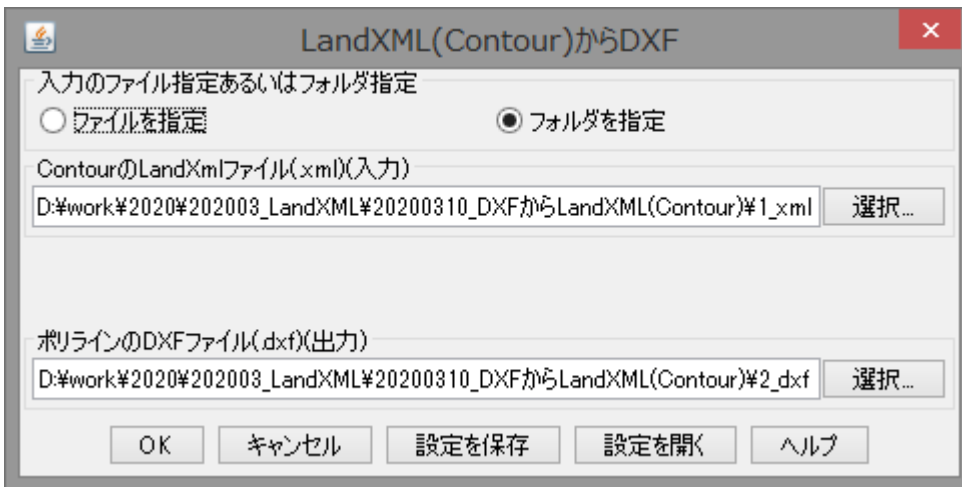 LandXML(Contour)からDXF
入力のファイル指定あるいはフォルダ指定
ファイルを指定 フォルダを指定
ContourのLandXmlファイル(.xml)(入力)
D:¥work¥2020¥202003_LandXML¥20200310_DXFからLandXML(Contour)¥1_xml 選択...
ポリラインのDXFファイル(.dxf)(出力)
D:¥work¥2020¥202003_LandXML¥20200310_DXFからLandXML(Contour)¥2_dxf 選択...
OK キャンセル 設定を保存 設定を開く ヘルプ